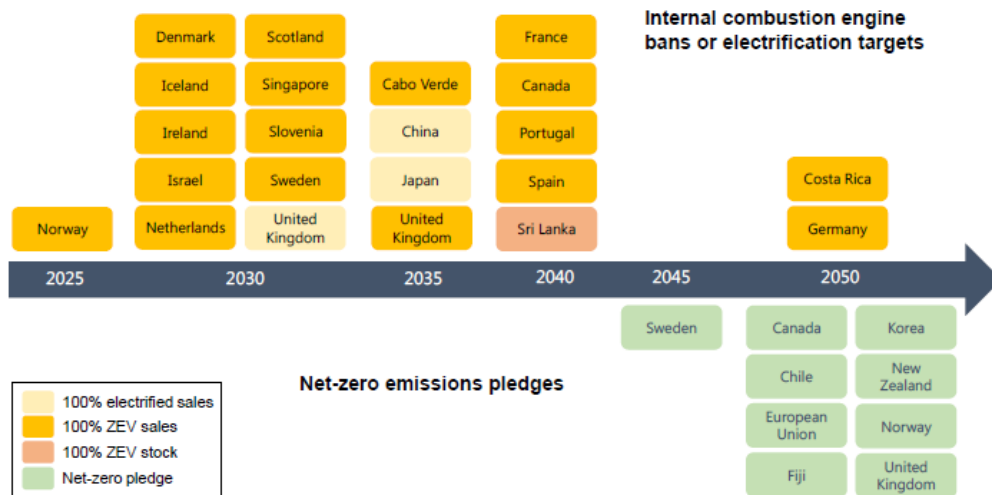 Internal combustion engine
bans or electrification targets
Denmark
Scotland
France
Iceland
Singapore
Cabo Verde
Canada
Ireland
Slovenia
China
Portugal
Israel
Sweden
Japan
Spain
Costa Rica
Norway
Netherlands
United
Kingdom
United
Kingdom
Sri Lanka
Germany
2025
2030
2035
2040
2045
2050
Sweden
Canada
Korea
Net-zero emissions pledges
Chile
New
Zealand
European
Union
Norway
Fiji
United
Kingdom
100% electrified sales
100% ZEV sales
100% ZEV stock
Net-zero pledge